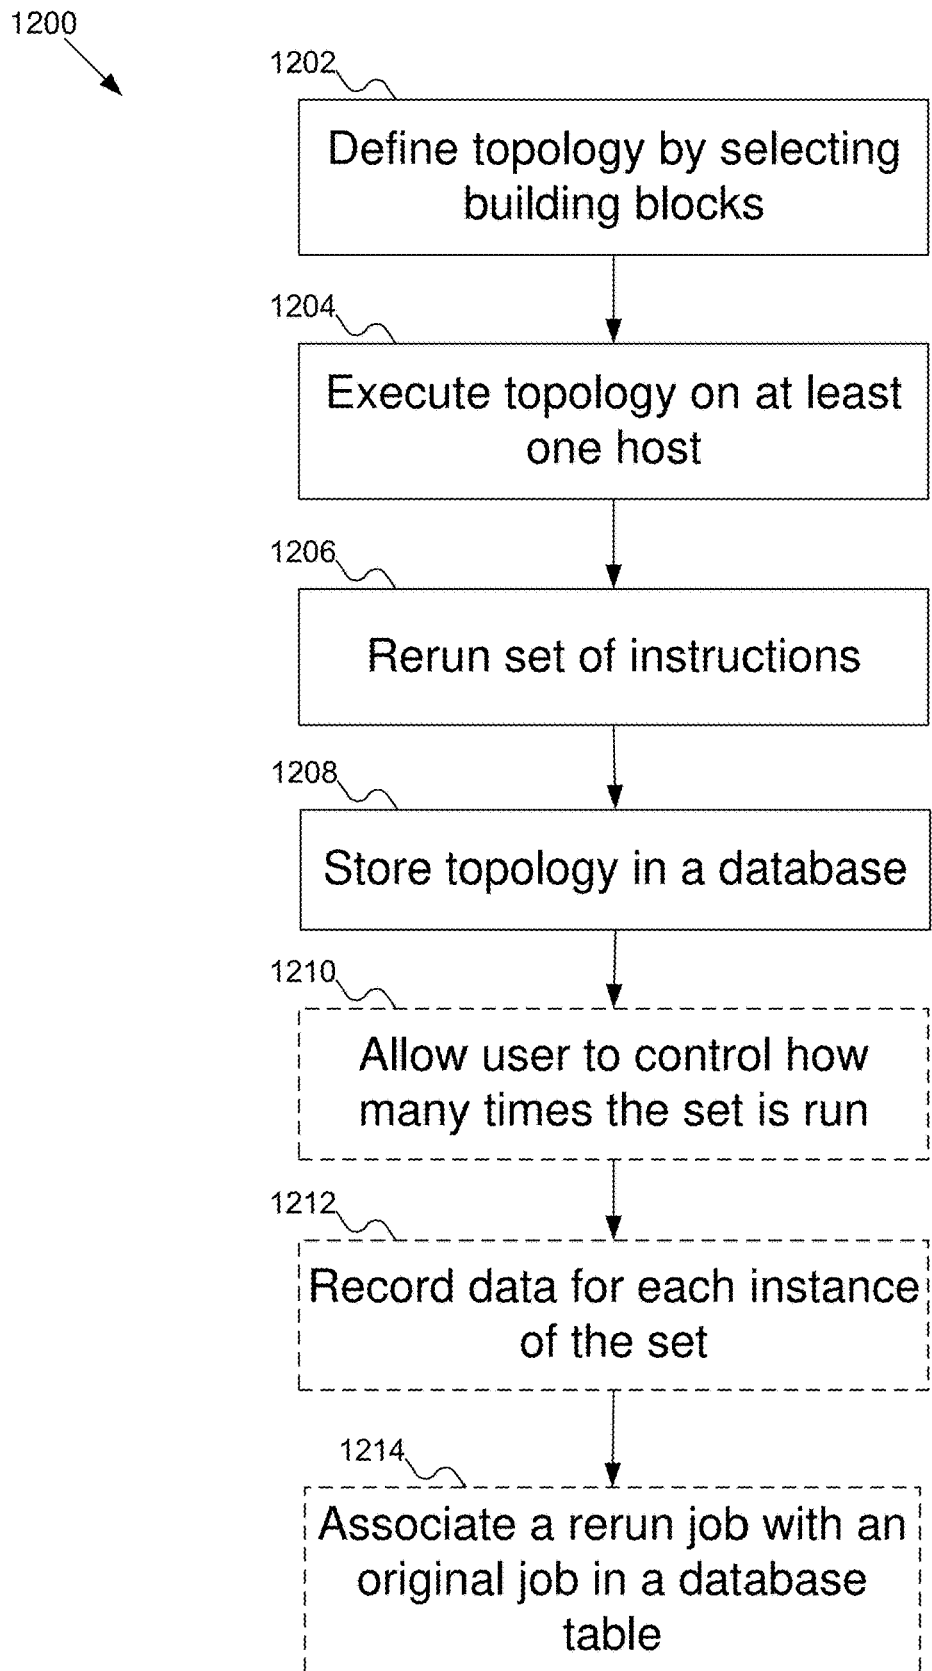 1200
1202
Define topology by selecting
building blocks
1204
Execute topology on at least
one host
1206
Rerun set of instructions
1208
Store topology in a database
1210
Allow user to control how
many times the set is run
1212
Record data for each instance
of the set
1214
Associate a rerun job with an
original job in a database
table